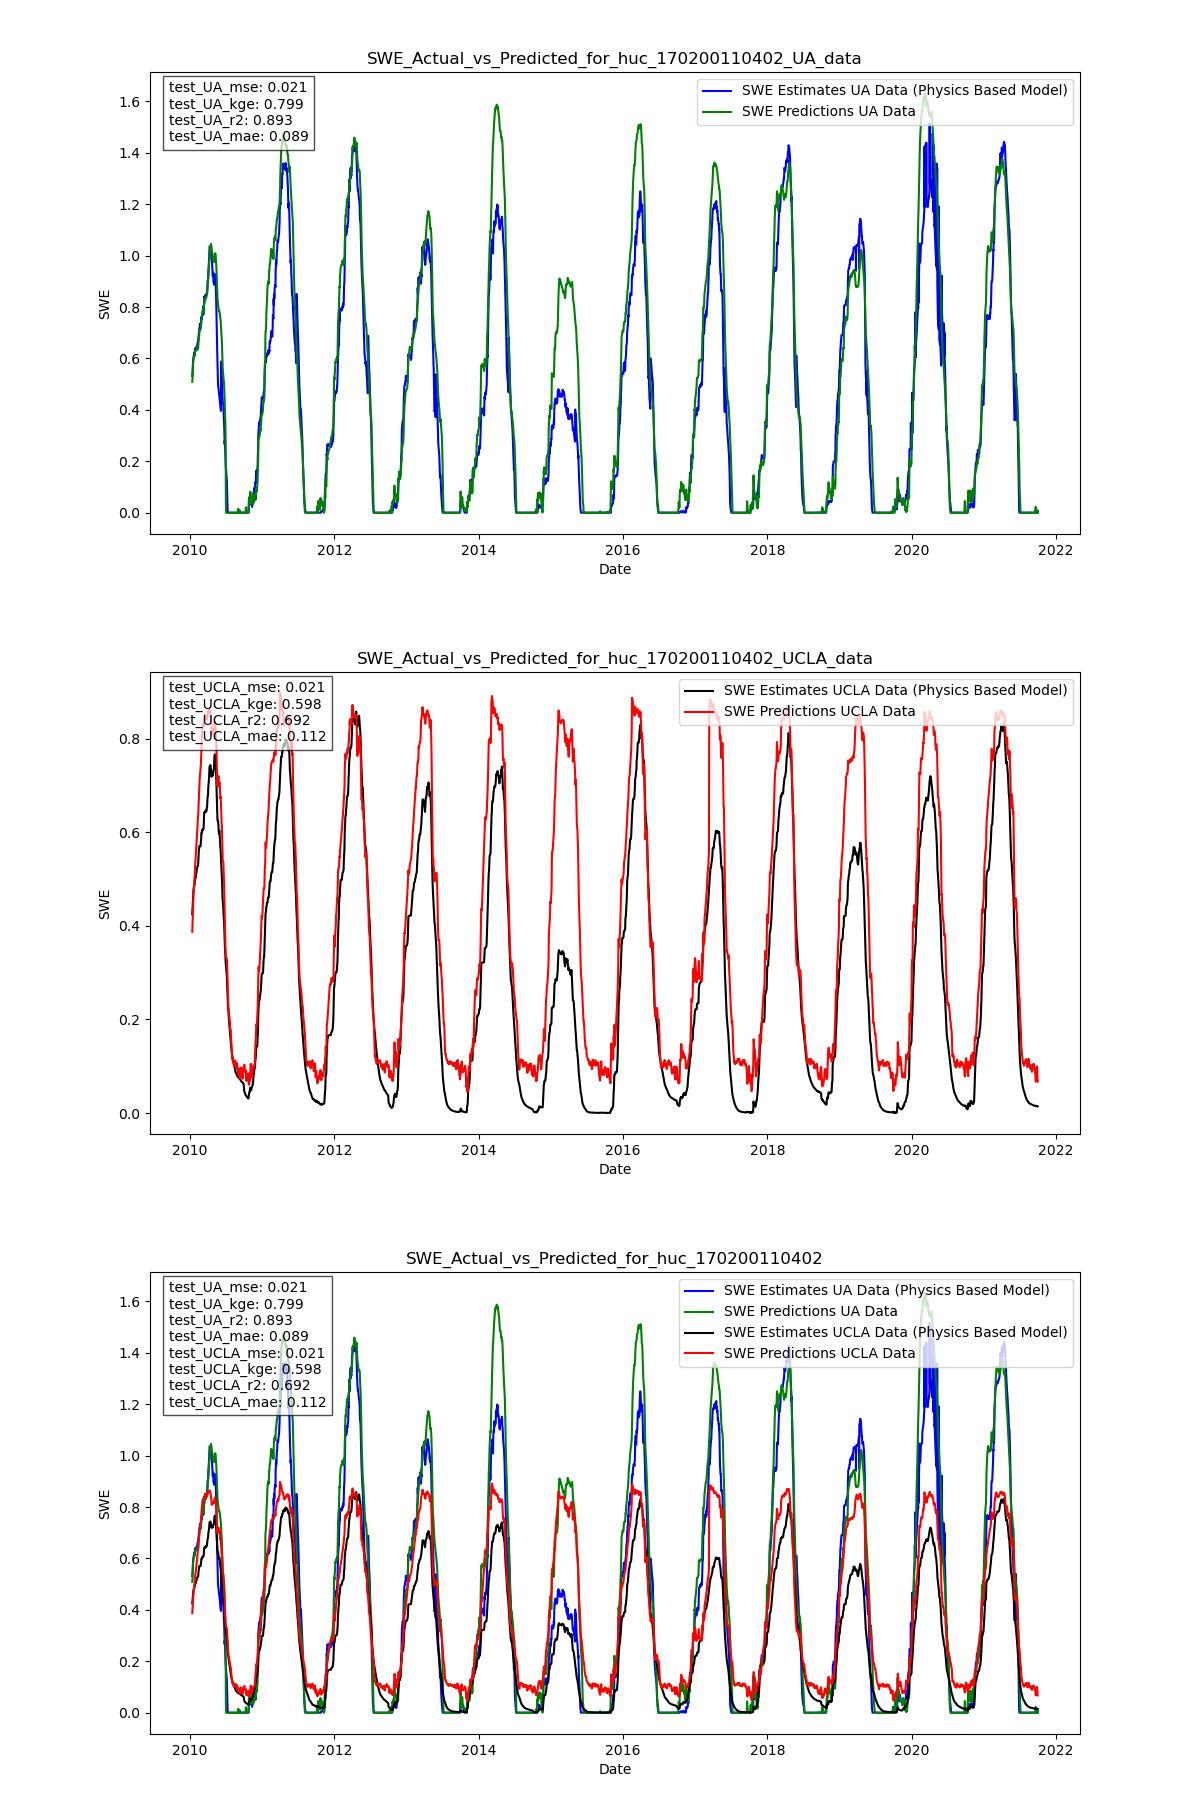 SWE_Actual_vs_Predicted_for_huc_170200110402_UA_data
test_UA_mse: 0.021
test_UA_kge: 0.799
test_UA_r2: 0.893
test_UA_mae: 0.089
SWE Estimates UA Data (Physics Based Model)
SWE Predictions UA Data
1.6
1.4
1.2
1.0
0.8
0.6
0.4
0.2
0.0
SWE
2010 2012 2014 2016 2018 2020 2022
Date
SWE_Actual_vs_Predicted_for_huc_170200110402_UCLA_data
test_UCLA_mse: 0.021
test_UCLA_kge: 0.598
test_UCLA_r2: 0.692
test_UCLA_mae: 0.112
SWE Estimates UCLA Data (Physics Based Model)
SWE Predictions UCLA Data
0.8
0.6
0.4
0.2
0.0
SWE
2010 2012 2014 2016 2018 2020 2022
Date
SWE_Actual_vs_Predicted_for_huc_170200110402
test_UA_mse: 0.021
test_UA_kge: 0.799
test_UA_r2: 0.893
test_UA_mae: 0.089
test_UCLA_mse: 0.021
test_UCLA_kge: 0.598
test_UCLA_r2: 0.692
test_UCLA_mae: 0.112
SWE Estimates UA Data (Physics Based Model)
SWE Predictions UA Data
SWE Estimates UCLA Data (Physics Based Model)
SWE Predictions UCLA Data
1.6
1.4
1.2
1.0
0.8
0.6
0.4
0.2
0.0
SWE
2010 2012 2014 2016 2018 2020 2022
Date